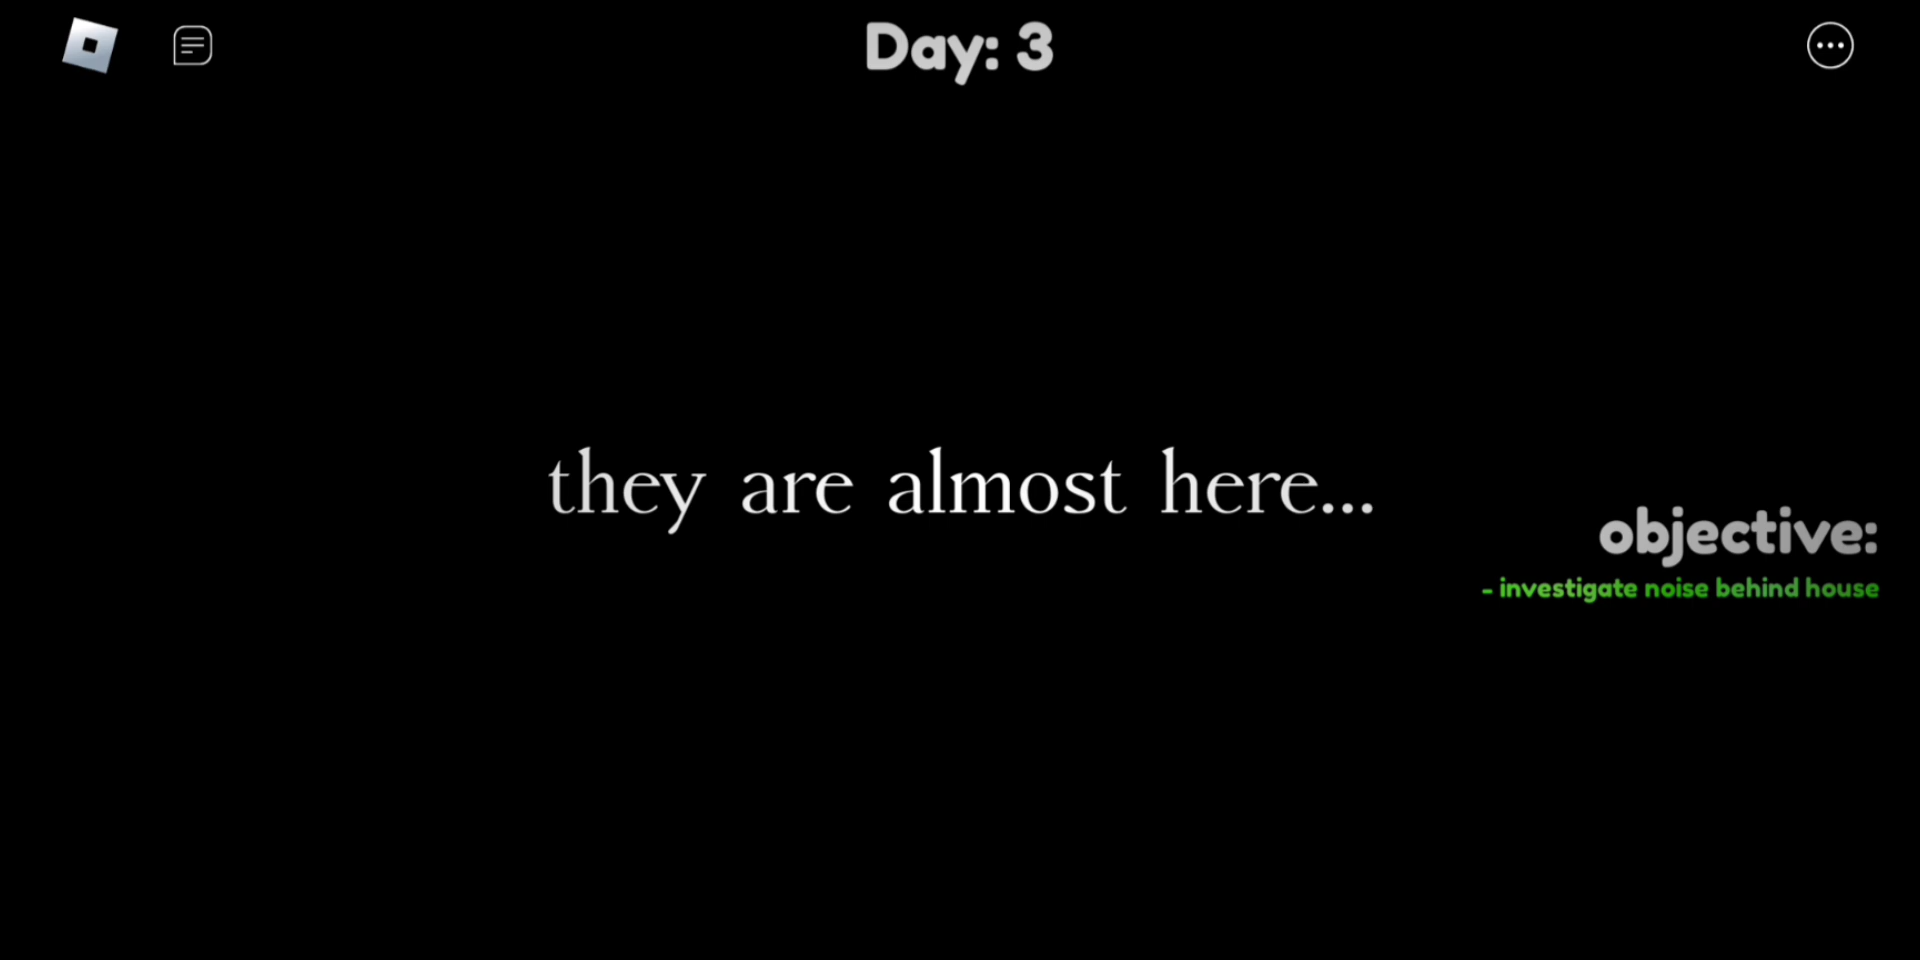 Day: 3
they are almost here...
objective:
- investigate noise behind house